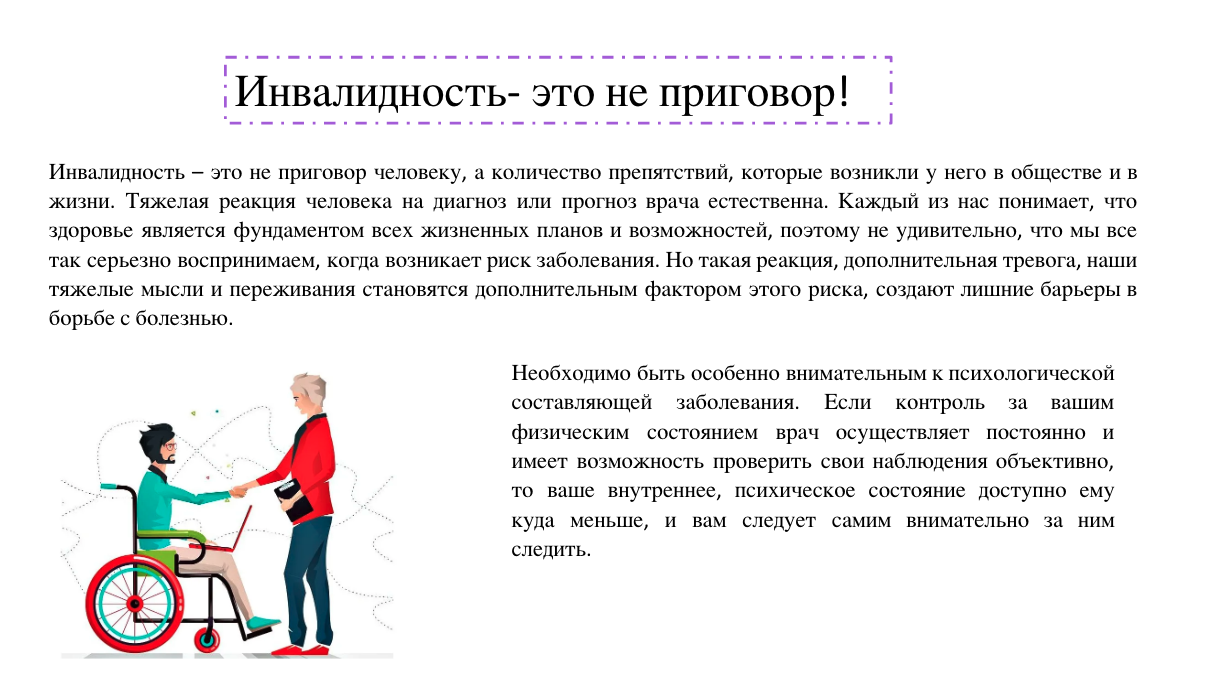 Инвалидность- это не приговор!
Инвалидность – это не приговор человеку, а количество препятствий, которые возникли у него в обществе и в
жизни. Тяжелая реакция человека на диагноз или прогноз врача естественна. Каждый из нас понимает, что
здоровье является фундаментом всех жизненных планов и возможностей, поэтому не удивительно, что мы все
так серьезно воспринимаем, когда возникает риск заболевания. Но такая реакция, дополнительная тревога, наши
тяжелые мысли и переживания становятся дополнительным фактором этого риска, создают лишние барьеры в
борьбе с болезнью.
Необходимо быть особенно внимательным к психологической
составляющей заболевания. Если контроль за вашим
физическим состоянием врач осуществляет постоянно и
имеет возможность проверить свои наблюдения объективно,
то ваше внутреннее, психическое состояние доступно ему
куда меньше, и вам следует самим внимательно за ним
следить.